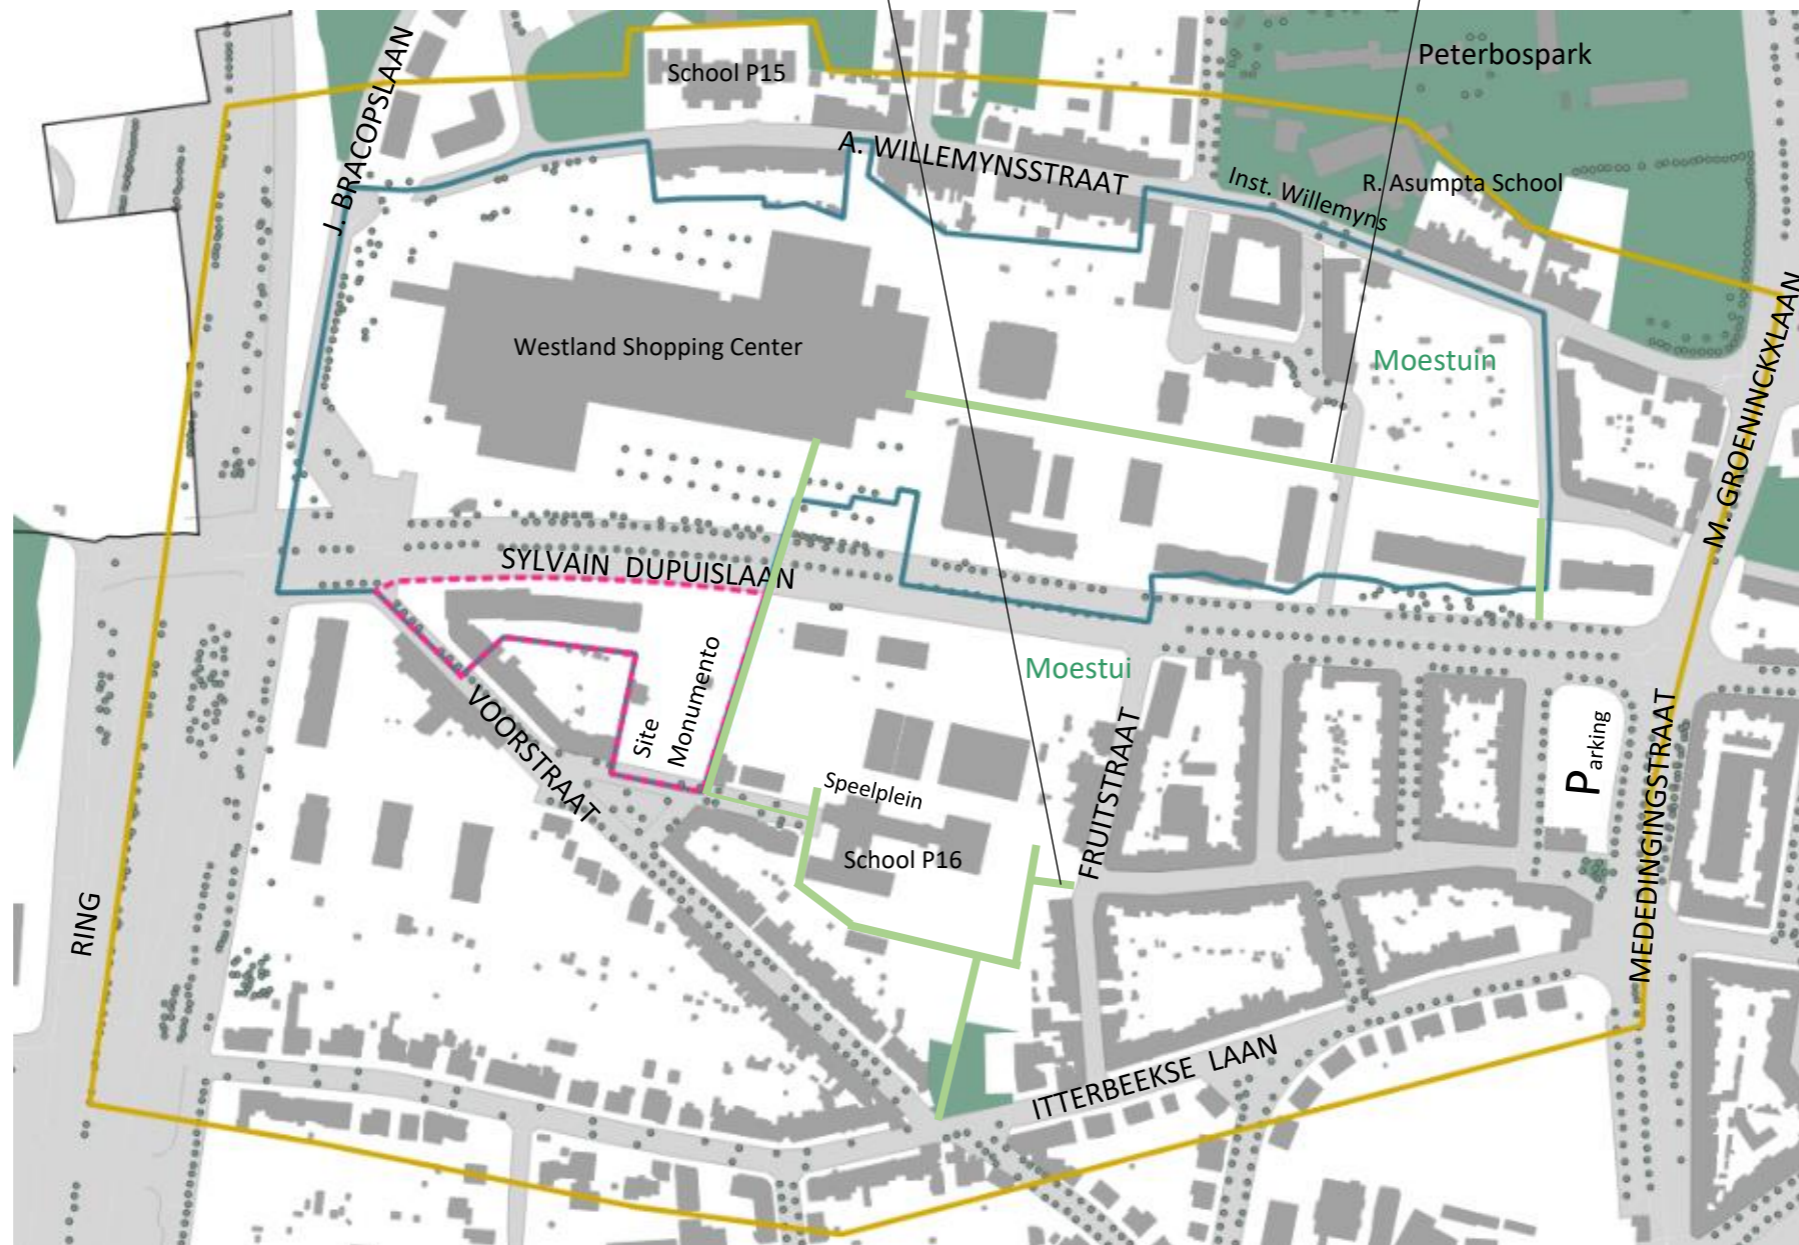 Peterbospark
School P15
J. BRACOPSLAAN
A. WILLEMYNSSTRAAT
Inst. Willemyns
R. Asumpta School
M. GROENINCKXLAAN
Westland Shopping Center
Moestuin
SYLVAIN DUPUISLAAN
Moestui
Site
Monumento
VOORSTRAAT
Speelplein
School P16
FRUITSTRAAT
Parking
MEDEDINGINGSTRAAT
RING
ITTERBEEKSE LAAN